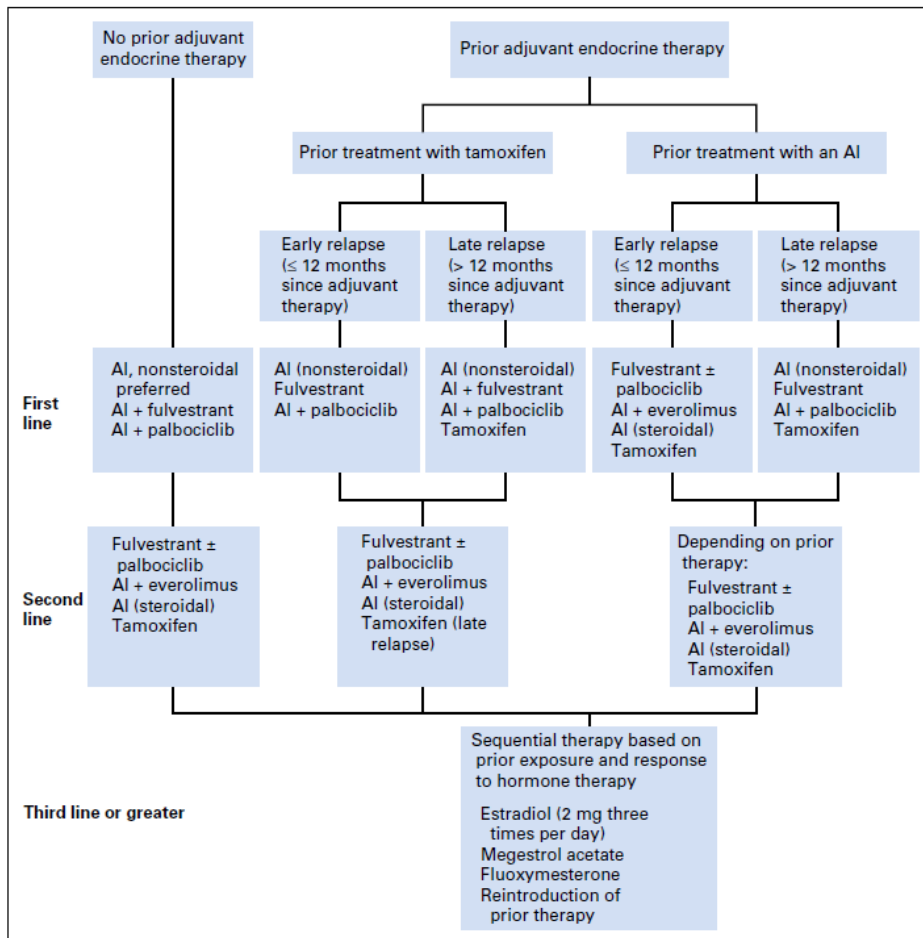 No prior adjuvant
endocrine therapy
Prior adjuvant endocrine therapy
Prior treatment with tamoxifen
Prior treatment with an AI
Early relapse
(≤ 12 months
since adjuvant
therapy)
Late relapse
(> 12 months
since adjuvant
therapy)
Early relapse
(≤ 12 months
since adjuvant
therapy)
Late relapse
(> 12 months
since adjuvant
therapy)
First
line
AI, nonsteroidal
preferred
AI + fulvestrant
AI + palbociclib
AI (nonsteroidal)
Fulvestrant
AI + palbociclib
AI (nonsteroidal)
AI + fulvestrant
AI + palbociclib
Tamoxifen
Fulvestrant ±
palbociclib
AI + everolimus
AI (steroidal)
Tamoxifen
AI (nonsteroidal)
Fulvestrant
AI + palbociclib
Tamoxifen
Second
line
Fulvestrant ±
palbociclib
AI + everolimus
AI (steroidal)
Tamoxifen
Fulvestrant ±
palbociclib
AI + everolimus
AI (steroidal)
Tamoxifen (late
relapse)
Depending on prior
therapy:
Fulvestrant ±
palbociclib
AI + everolimus
AI (steroidal)
Tamoxifen
Third line or greater
Sequential therapy based on
prior exposure and response
to hormone therapy
Estradiol (2 mg three
times per day)
Megestrol acetate
Fluoxymesterone
Reintroduction of
prior therapy